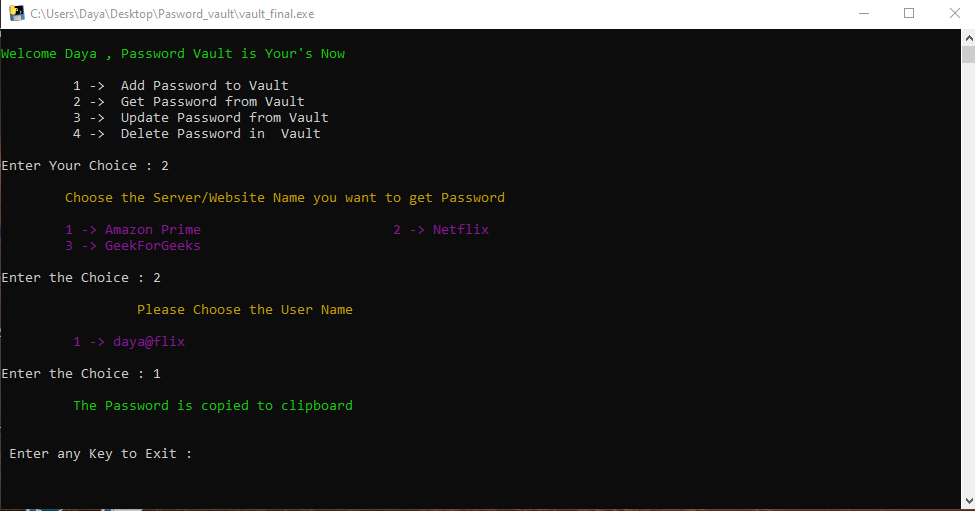 C:\Users\Daya\Desktop\Pasword_vault\vault_final.exe
Welcome Daya , Password Vault is Your's Now
1 -> Add Password to Vault
2 -> Get Password from Vault
3 -> Update Password from Vault
4 -> Delete Password in  Vault
Enter Your Choice : 2
Choose the Server/Website Name you want to get Password
1 -> Amazon Prime 2 -> Netflix
3 -> GeekForGeeks
Enter the Choice : 2
Please Choose the User Name
1 -> daya@flix
Enter the Choice : 1
The Password is copied to clipboard
Enter any Key to Exit :